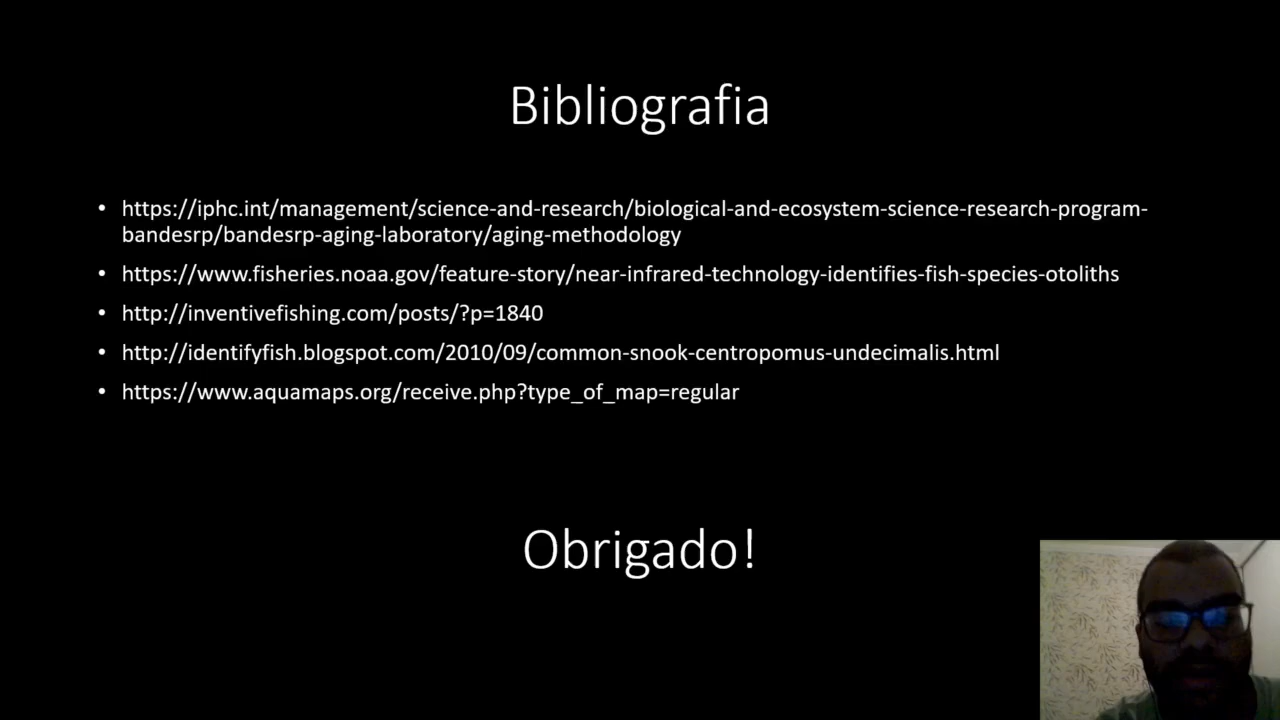 Bibliografia
• https://iphc.int/management/science-and-research/biological-and-ecosystem-science-research-program-
bandesrp/bandesrp-aging-laboratory/aging-methodology
• https://www.fisheries.noaa.gov/feature-story/near-infrared-technology-identifies-fish-species-otoliths
• http://inventivefishing.com/posts/?p=1840
• http://identifyfish.blogspot.com/2010/09/common-snook-centropomus-undecimalis.html
• https://www.aquamaps.org/receive.php?type_of_map=regular
Obrigado!